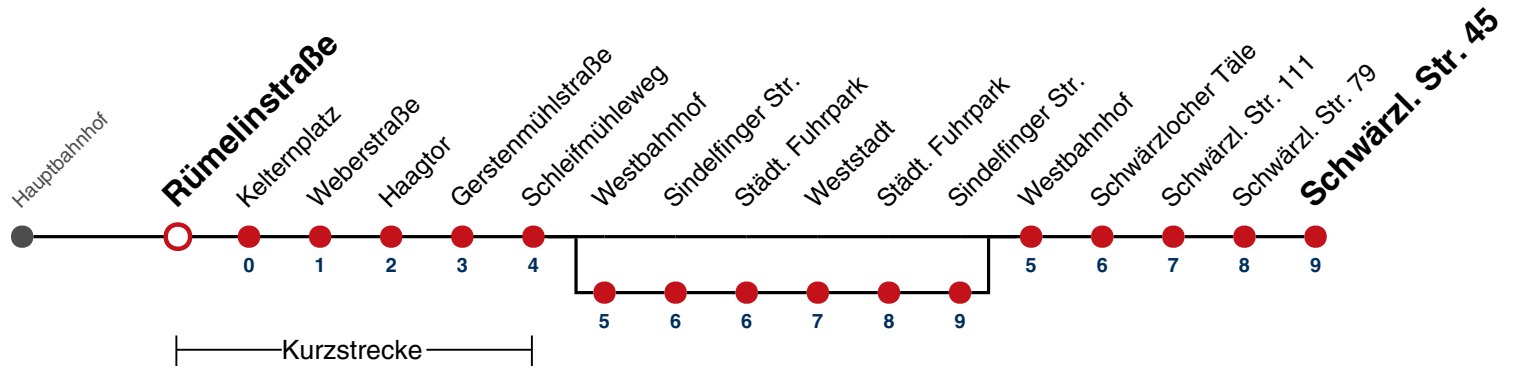 Hauptbahnhof
Rümelinstraße
Kelternplatz
Weberstraße
Haagtor
Gerstenmühlstraße
Schleifmühleweg
Westbahnhof
Sindelfinger Str.
Städt. Fuhrpark
Weststadt
Städt. Fuhrpark
Sindelfinger Str.
Westbahnhof
Schwärzlocher Täle
Schwärzl. Str. 111
Schwärzl. Str. 79
Schwärzl. Str. 45
0 1 2 3 4 5 6 7 8 9
5 6 6 7 8 9
Kurzstrecke